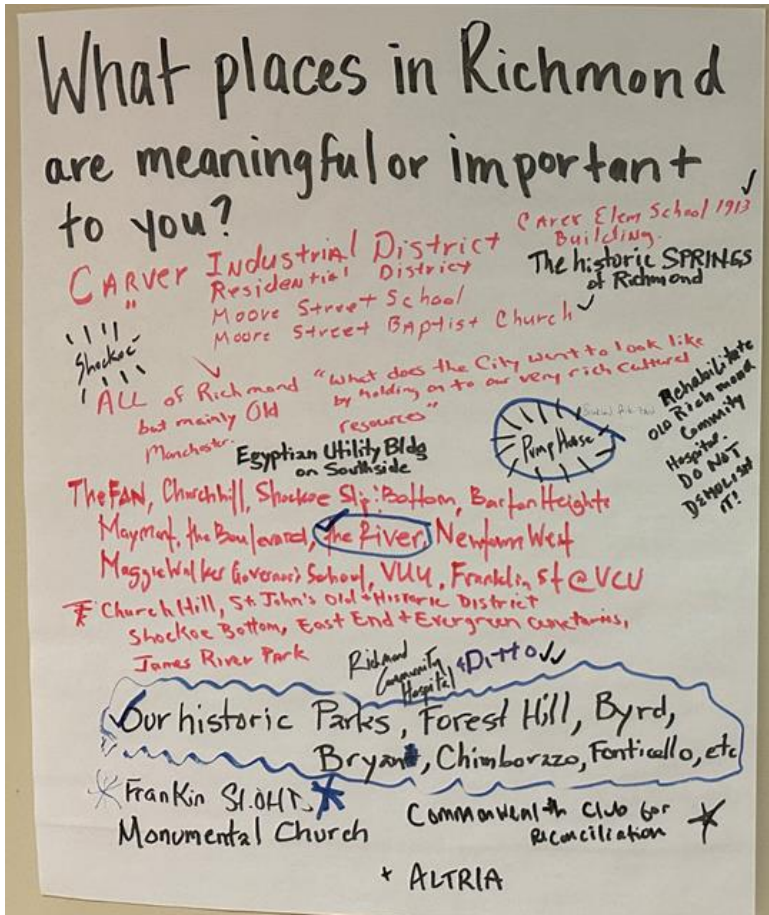 What places in Richmond
are meaningful or important
to you?
Carver Industrial District
" Residential District
Moore Street School
Moore Street Baptist Church ✓
Carer Elem School 1913 ✓
Building.
The historic SPRINGS
of Richmond
Shockoe
ALL of Richmond
but mainly Old
Manchester.
"What does the City want to look like
by holding on to our very rich cultural
resources"
Egyptian Utility Bldg
on Southside
Pump House
Rehabilitate
OLD Richmond
Community
Hospital.
DO NOT
DEMOLISH
IT!
The FAN, Church hill, Shockoe Slip; Bottom, Barton Heights
Maymont, the Boulevard, the River, Newtown West
Maggie Walker Governor's School, VUU, Franklin St @ VCU
Church Hill, St John's Old + Historic District
Shockoe Bottom, East End + Evergreen cemeteries,
James River Park
Richmond
Community
Hospital
Ditto ✓✓
Our historic Parks, Forest Hill, Byrd,
Bryan, Chimborazo, Fonticello, etc
Frankin St. OHD
Monumental Church
Commonwealth Club for
Reconciliation
+ ALTRIA